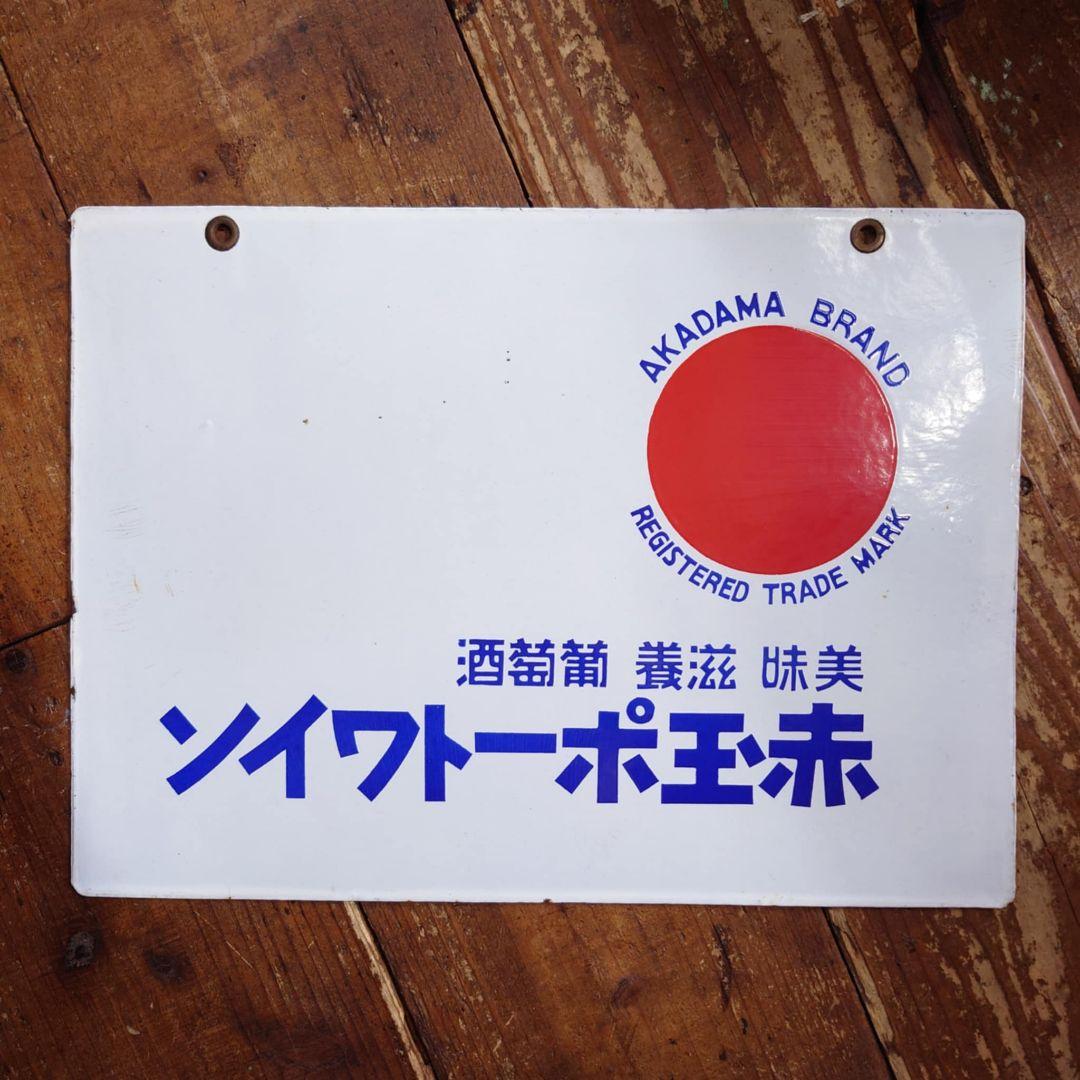 AKADAMA BRAND
REGISTERED TRADE MARK
美味 滋養 葡萄酒
赤玉ポートワイン